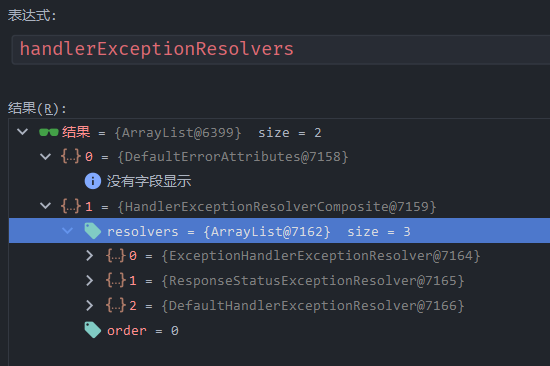 表达式:
handlerExceptionResolvers
结果(R):
结果 = {ArrayList@6399} size = 2
{...} 0 = {DefaultErrorAttributes@7158}
没有字段显示
{...} 1 = {HandlerExceptionResolverComposite@7159}
resolvers = {ArrayList@7162} size = 3
{...} 0 = {ExceptionHandlerExceptionResolver@7164}
{...} 1 = {ResponseStatusExceptionResolver@7165}
{...} 2 = {DefaultHandlerExceptionResolver@7166}
order = 0